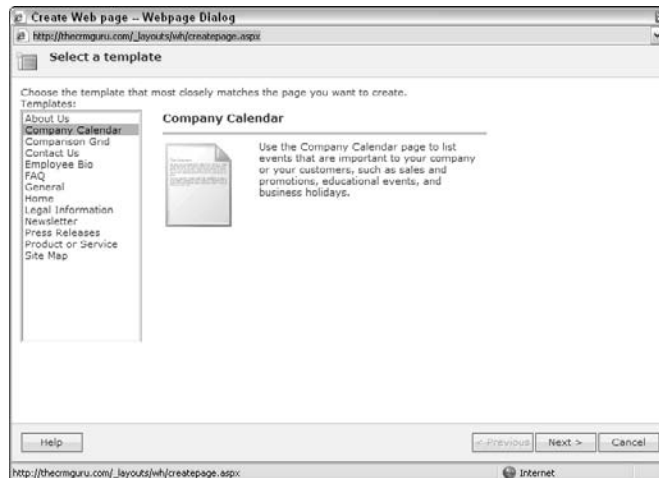 Create Web page -- Webpage Dialog
http://thecrmguru.com/_layouts/wh/createpage.aspx
Select a template
Choose the template that most closely matches the page you want to create.
Templates:
About Us
Company Calendar
Comparison Grid
Contact Us
Employee Bio
FAQ
General
Home
Legal Information
Newsletter
Press Releases
Product or Service
Site Map
Company Calendar
Use the Company Calendar page to list
events that are important to your company
or your customers, such as sales and
promotions, educational events, and
business holidays.
Help
< Previous
Next >
Cancel
http://thecrmguru.com/_layouts/wh/createpage.aspx
Internet